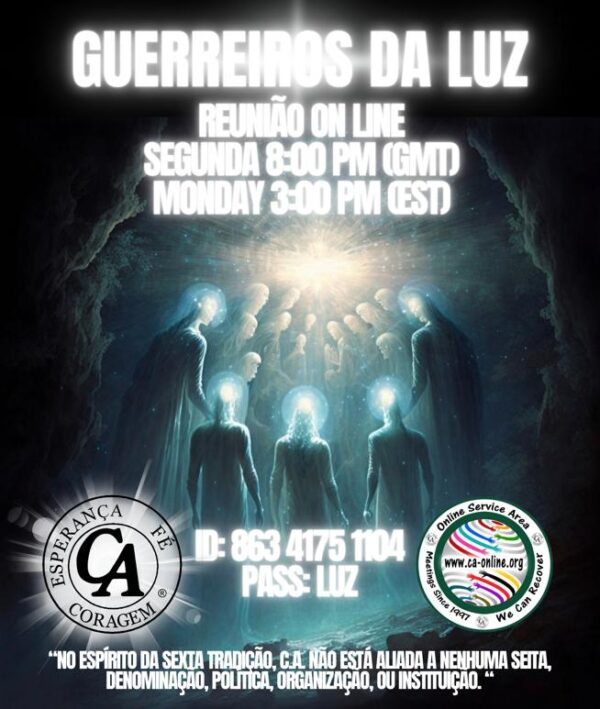 GUERREIROS DA LUZ
REUNIÃO ON LINE
SEGUNDA 8:00 PM (GMT)
MONDAY 3:00 PM (EST)
ESPERANÇA FÉ
CA
CORAGEM ®
ID: 863 4175 1104
PASS: LUZ
Online Service Area
www.ca-online.org
Meetings Since 1997
We Can Recover
“NO ESPÍRITO DA SEXTA TRADIÇÃO, C.A. NÃO ESTÁ ALIADA A NENHUMA SEITA,
DENOMINAÇÃO, POLÍTICA, ORGANIZAÇÃO, OU INSTITUIÇÃO. “